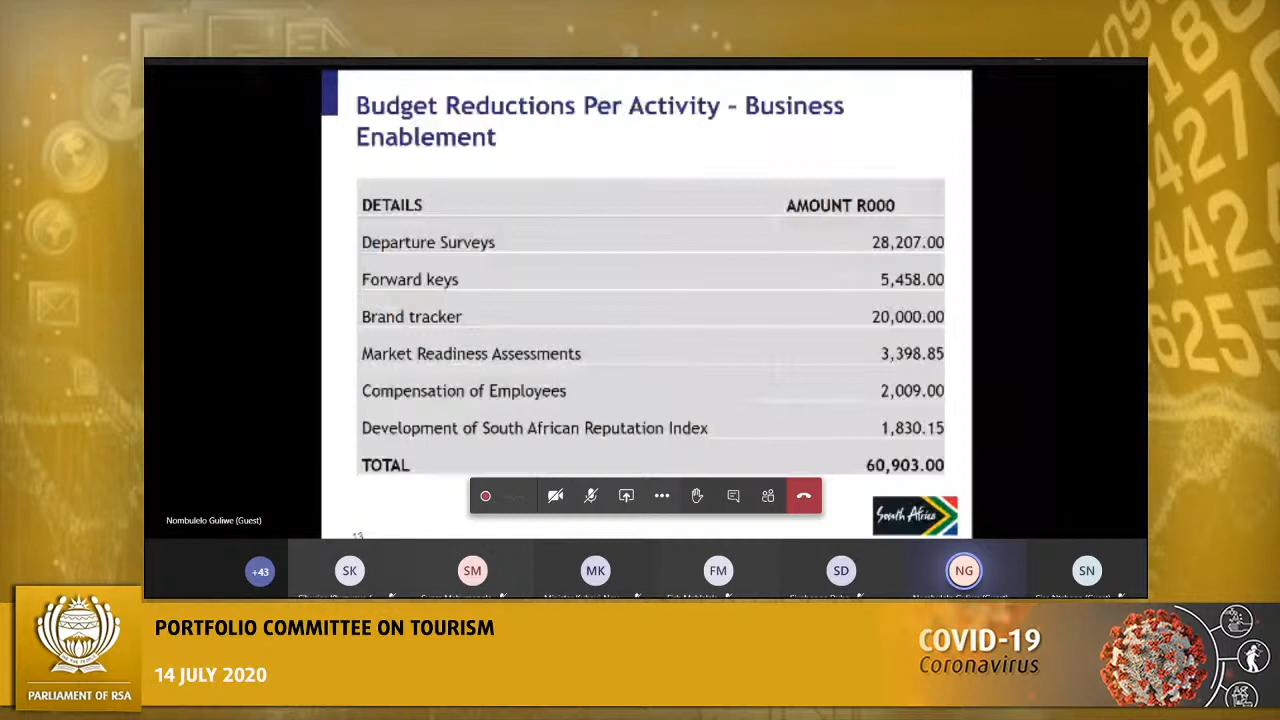 Budget Reductions Per Activity - Business
Enablement
DETAILS AMOUNT R000
Departure Surveys 28,207.00
Forward keys 5,458.00
Brand tracker 20,000.00
Market Readiness Assessments 3,398.85
Compensation of Employees 2,009.00
Development of South African Reputation Index 1,830.15
TOTAL 60,903.00
South Africa
Nombulelo Guliwe (Guest)
13
+43 SK SM MK FM SD NG SN
PORTFOLIO COMMITTEE ON TOURISM
14 JULY 2020
PARLIAMENT OF RSA
COVID-19
Coronavirus